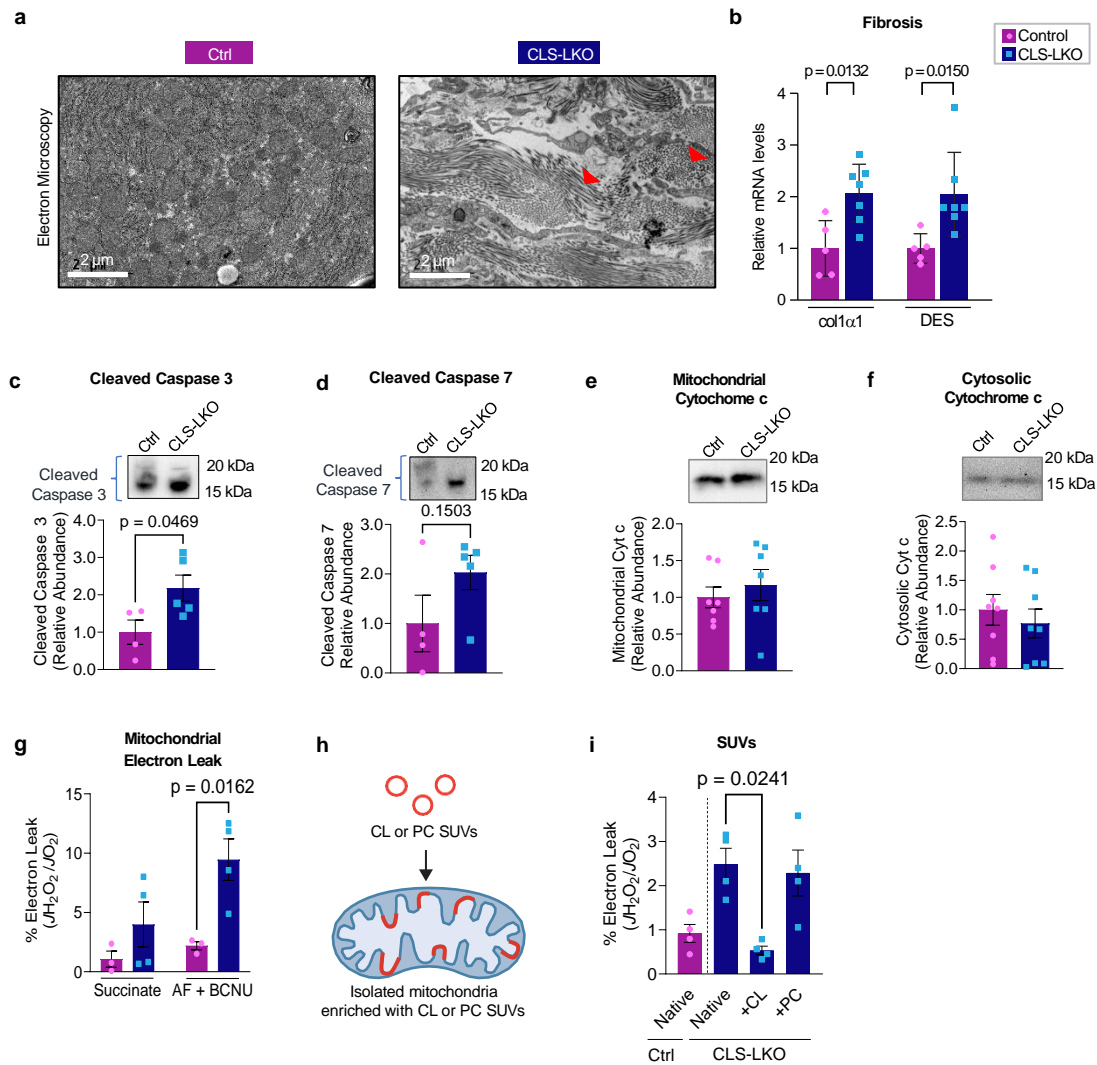 a
Ctrl
CLS-LKO
Electron Microscopy
2 μm
2 μm
b
Fibrosis
Control
CLS-LKO
p = 0.0132
p = 0.0150
Relative mRNA levels
4
3
2
1
0
col1α1
DES
c
Cleaved Caspase 3
Ctrl
CLS-LKO
Cleaved
Caspase 3
20 kDa
15 kDa
p = 0.0469
Cleaved Caspase 3
(Relative Abundance)
4.0
3.0
2.0
1.0
0.0
d
Cleaved Caspase 7
Ctrl
CLS-LKO
Cleaved
Caspase 7
20 kDa
15 kDa
0.1503
Cleaved Caspase 7
Relative Abundance)
3.0
2.0
1.0
0.0
e
Mitochondrial
Cytochome c
Ctrl
CLS-LKO
20 kDa
15 kDa
Mitochondrial Cyt c
(Relative Abundance)
2.0
1.5
1.0
0.5
0.0
f
Cytosolic
Cytochrome c
Ctrl
CLS-LKO
20 kDa
15 kDa
Cytosolic Cyt c
(Relative Abundance)
2.5
2.0
1.5
1.0
0.5
0.0
g
Mitochondrial
Electron Leak
p = 0.0162
% Electron Leak
(JH₂O₂/JO₂)
15
10
5
0
Succinate
AF + BCNU
h
CL or PC SUVs
Isolated mitochondria
enriched with CL or PC SUVs
i
SUVs
p = 0.0241
% Electron Leak
(JH₂O₂/JO₂)
4
3
2
1
0
Native
Native
+CL
+PC
Ctrl
CLS-LKO